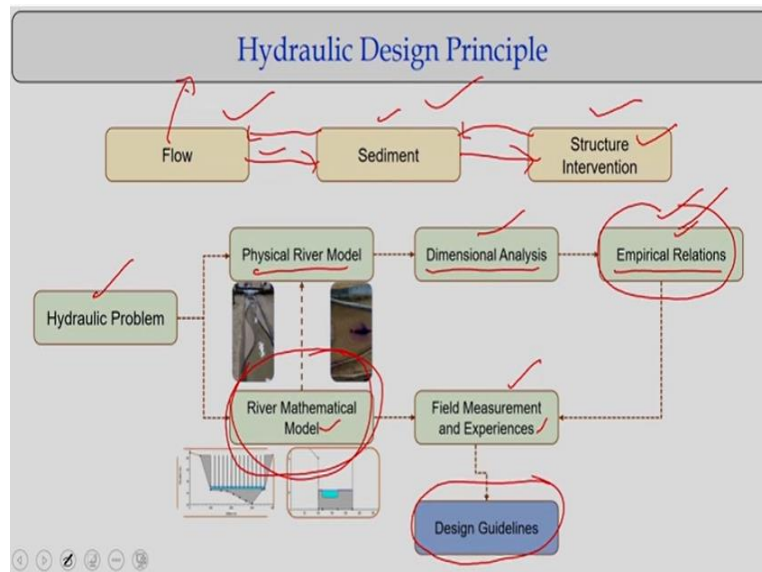 Hydraulic Design Principle
Flow
Sediment
Structure
Intervention
Physical River Model
Dimensional Analysis
Empirical Relations
Hydraulic Problem
River Mathematical
Model
Field Measurement
and Experiences
Design Guidelines